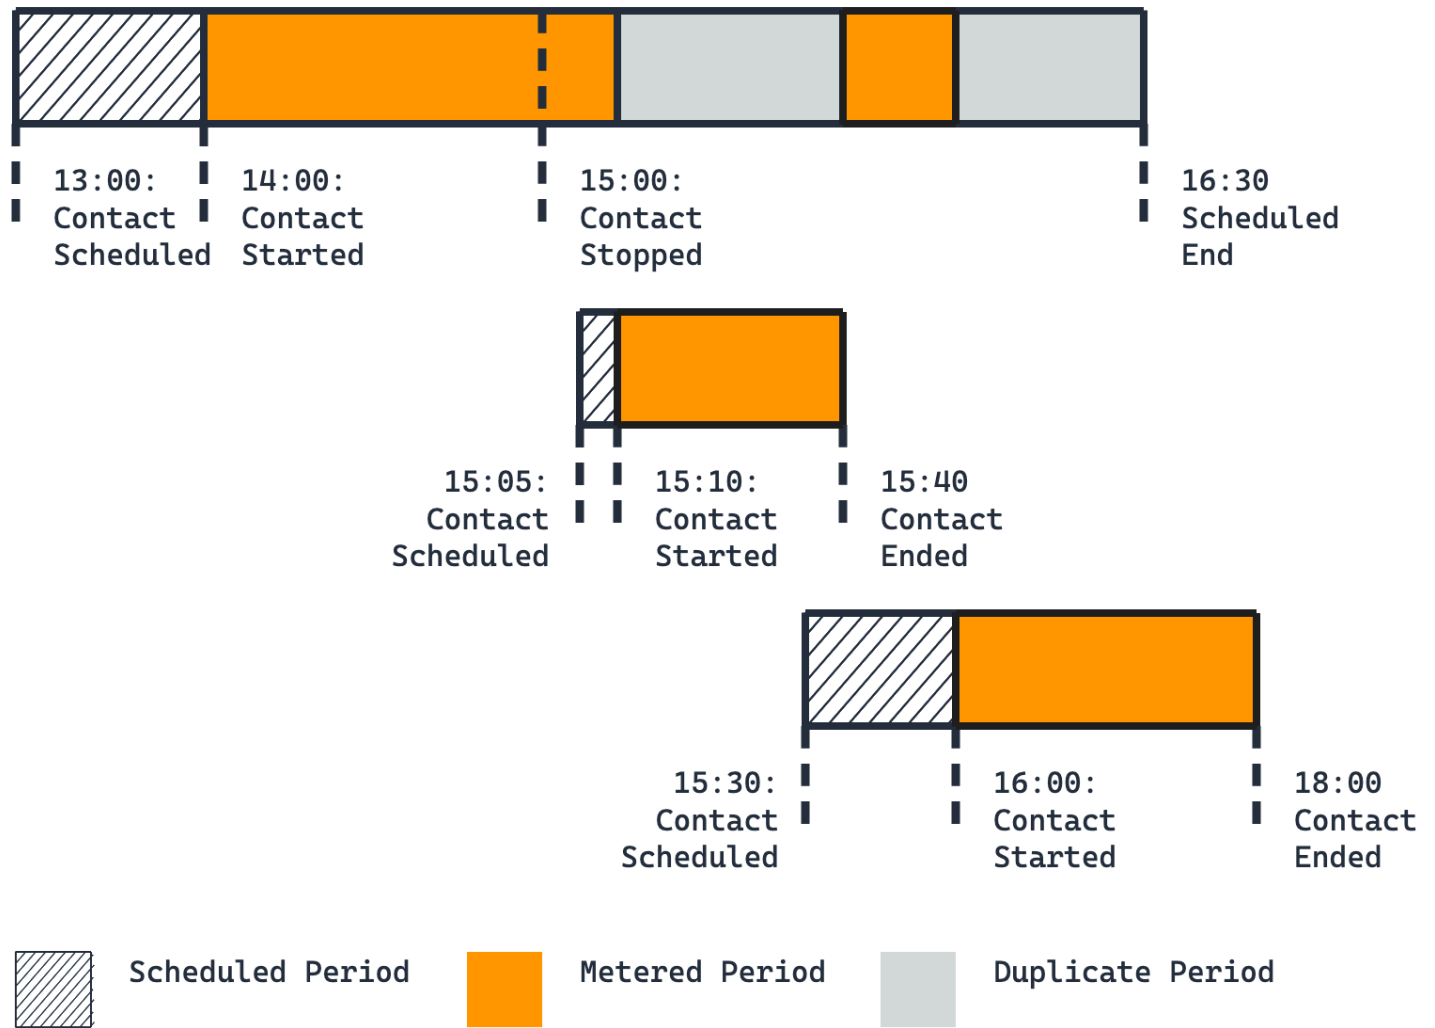 13:00:
Contact
Scheduled
14:00:
Contact
Started
15:00:
Contact
Stopped
16:30
Scheduled
End
15:05:
Contact
Scheduled
15:10:
Contact
Started
15:40
Contact
Ended
15:30:
Contact
Scheduled
16:00:
Contact
Started
18:00
Contact
Ended
Scheduled Period
Metered Period
Duplicate Period